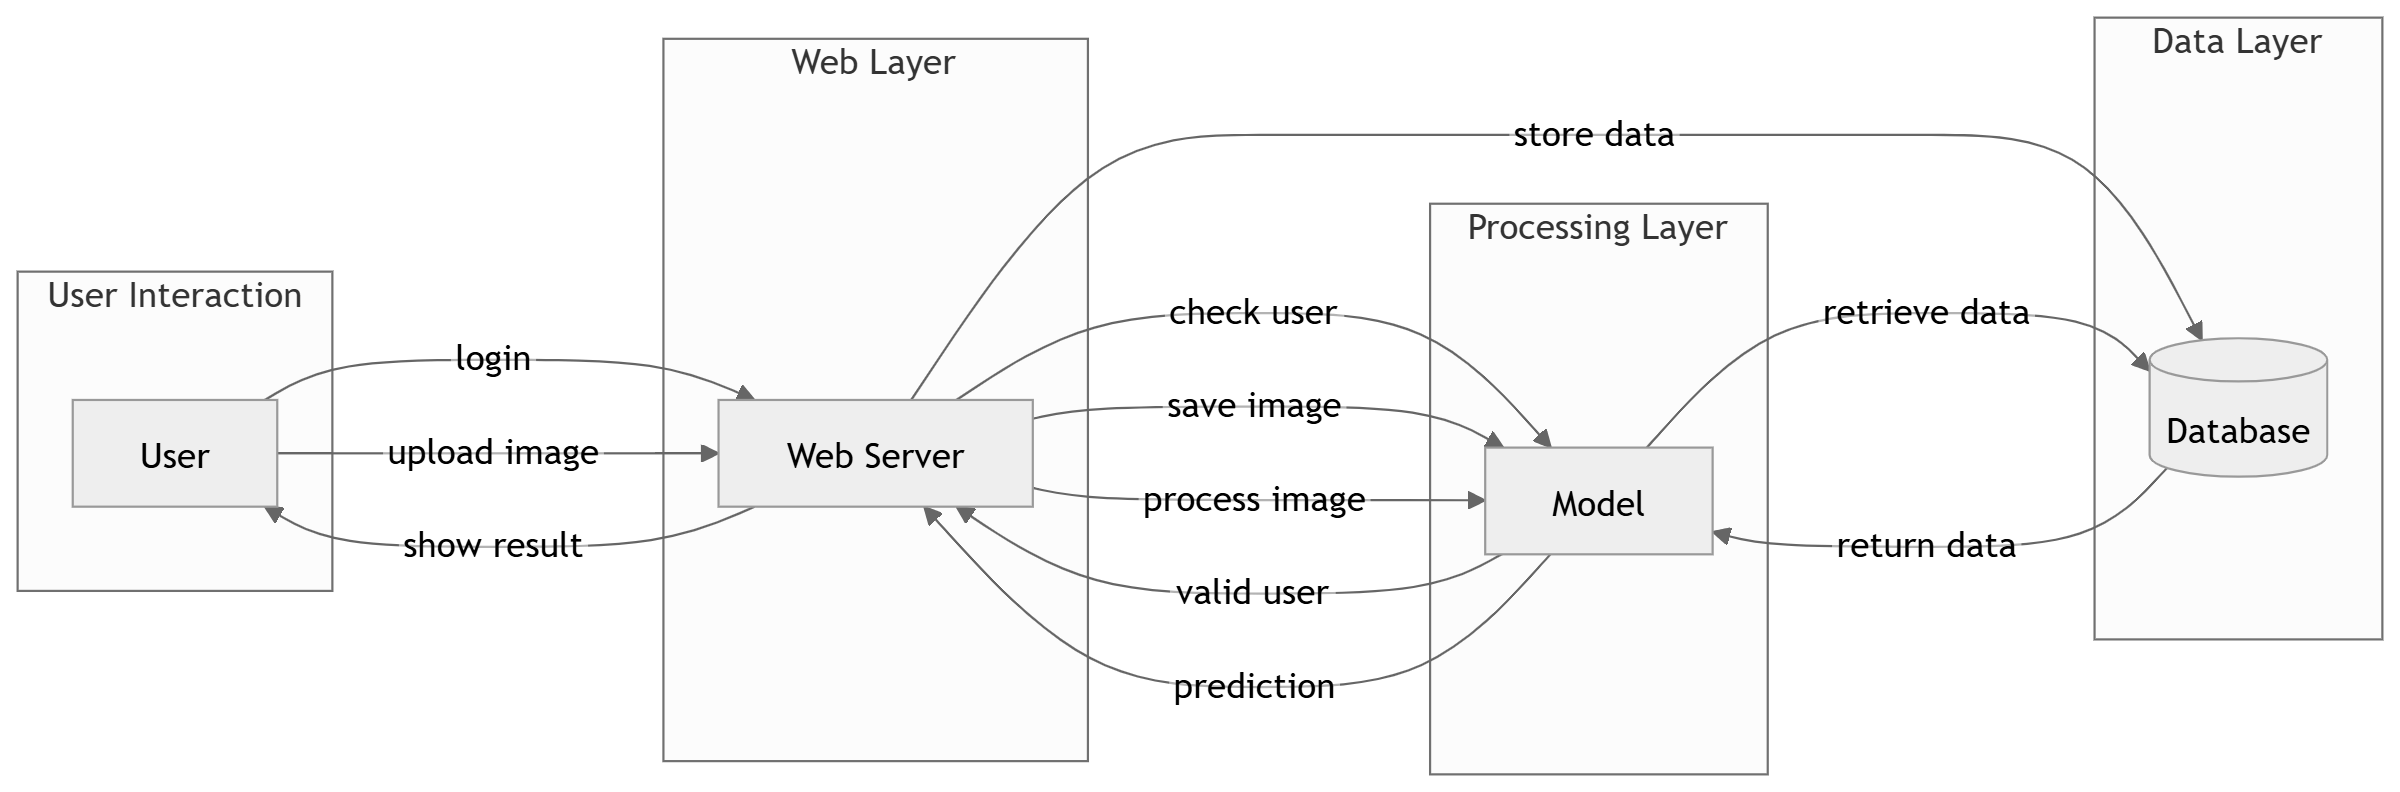 User Interaction
User
login
upload image
show result
Web Layer
Web Server
store data
check user
save image
process image
valid user
prediction
Processing Layer
Model
retrieve data
return data
Data Layer
Database